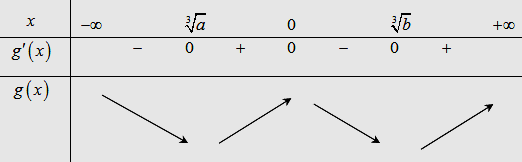 x −∞ ∛a 0 ∛b +∞
g′(x) − 0 + 0 − 0 +
g(x)